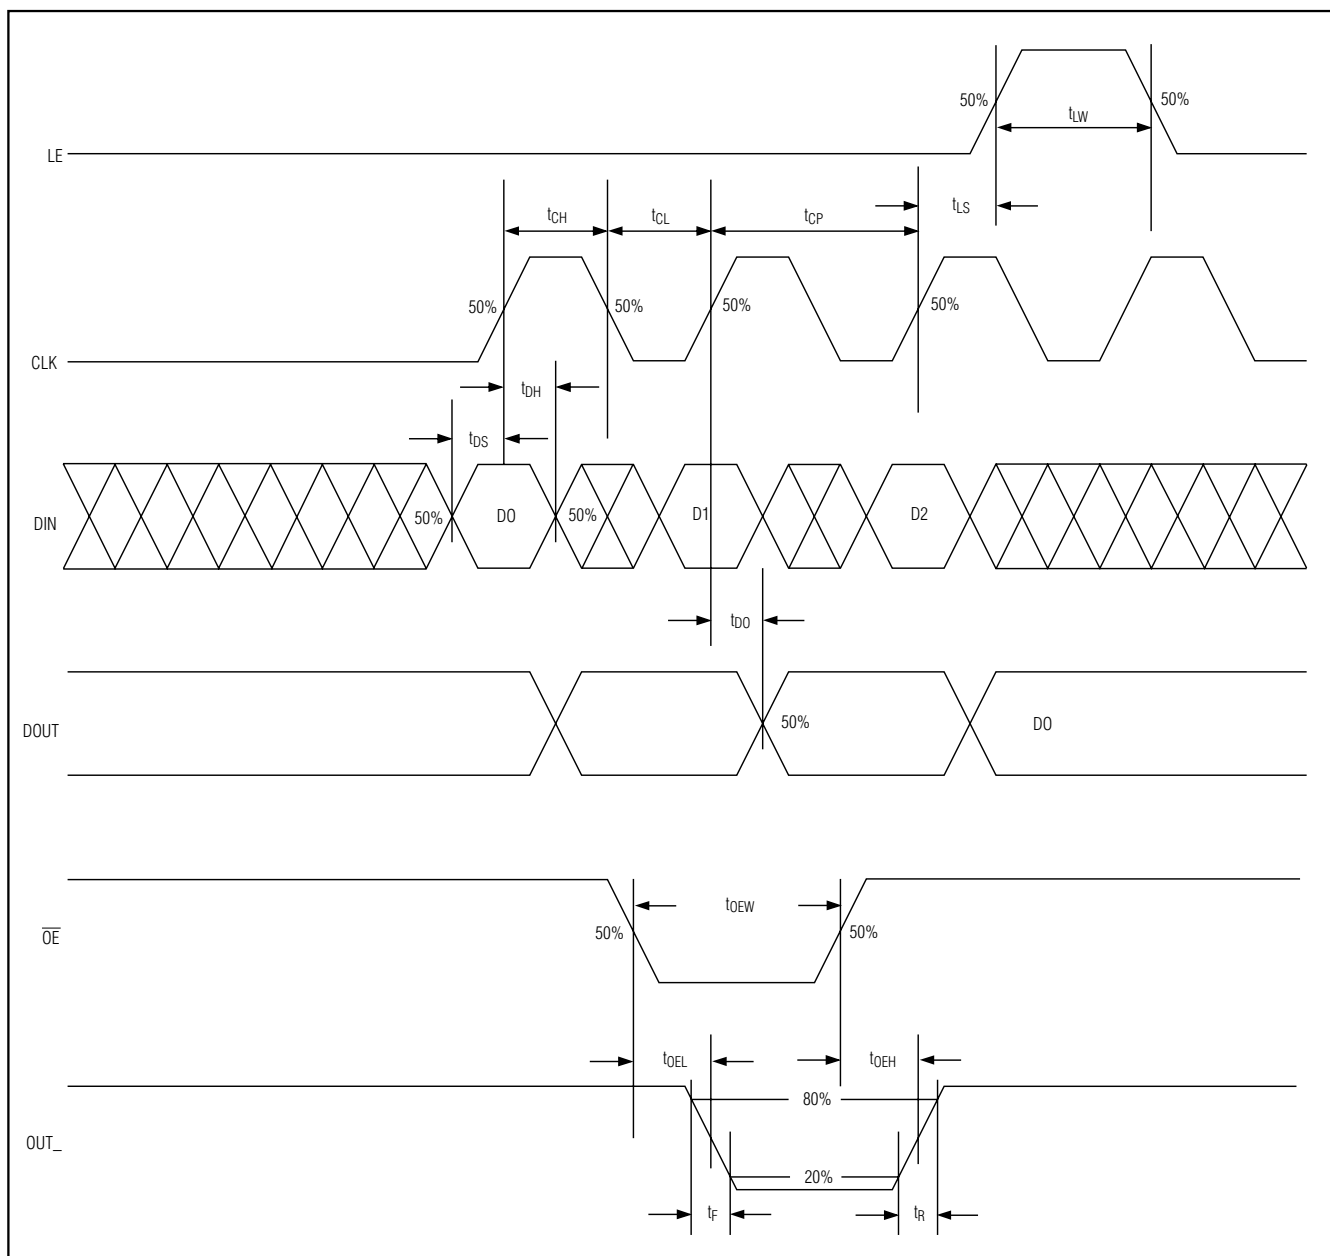 50%
50%
tLW
LE
tLS
tCH
tCL
tCP
50%
50%
50%
50%
CLK
tDH
tDS
DIN
50%
D0
50%
D1
D2
tDO
DOUT
50%
D0
tOEW
OE
50%
50%
tOEL
tOEH
80%
OUT_
20%
tF
tR